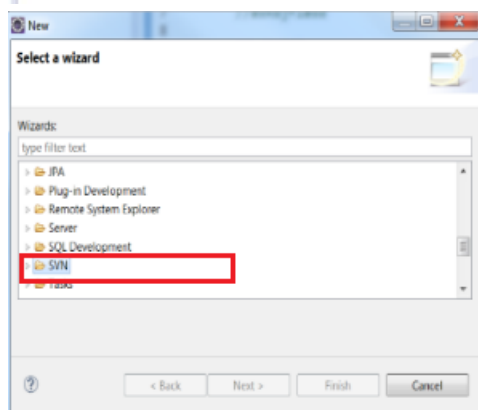 New
Select a wizard
Wizards:
type filter text
JPA
Plug-in Development
Remote System Explorer
Server
SQL Development
SVN
Tasks
< Back
Next >
Finish
Cancel